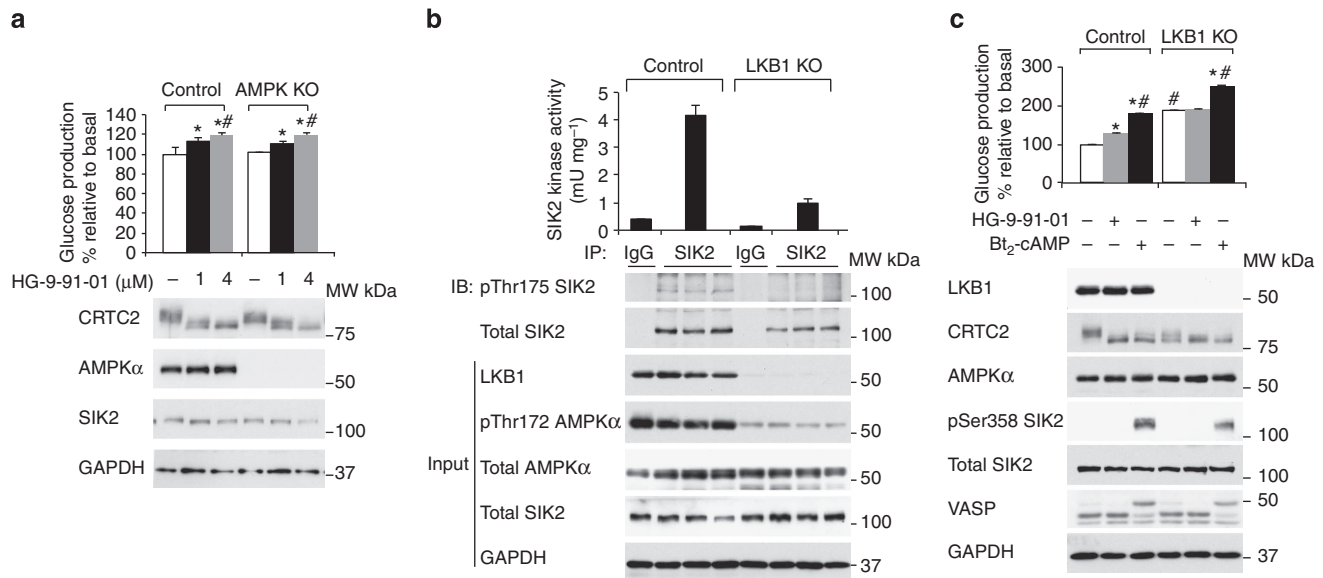 a
Control AMPK KO
Glucose production
% relative to basal
140
120
100
80
60
40
20
0
* *# * *#
HG-9-91-01 (μM) – 1 4 – 1 4
MW kDa
CRTC2
75
AMPKα
50
SIK2
100
GAPDH
37
b
Control LKB1 KO
SIK2 kinase activity
(mU mg⁻¹)
5
4
3
2
1
0
IP: IgG SIK2 IgG SIK2
MW kDa
IB: pThr175 SIK2
100
Total SIK2
100
Input
LKB1
50
pThr172 AMPKα
50
Total AMPKα
50
Total SIK2
100
GAPDH
37
c
Control LKB1 KO
Glucose production
% relative to basal
300
200
100
0
* *# # *#
HG-9-91-01 – + – – + –
Bt₂-cAMP – – + – – +
MW kDa
LKB1
50
CRTC2
75
AMPKα
50
pSer358 SIK2
100
Total SIK2
100
VASP
50
GAPDH
37